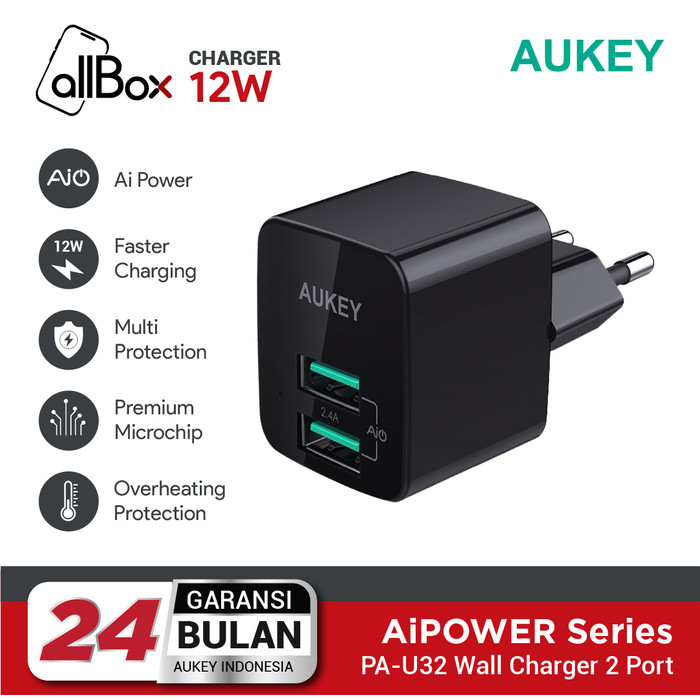 AUKEY
AiPOWER Series
PA-U32 Wall Charger 2 Port
AUKEY
2.4A
AiO
allBox
CHARGER
12W
AiO
Ai Power
12W
Faster
Charging
Multi
Protection
Premium
Microchip
Overheating
Protection
24
GARANSI
BULAN
AUKEY INDONESIA